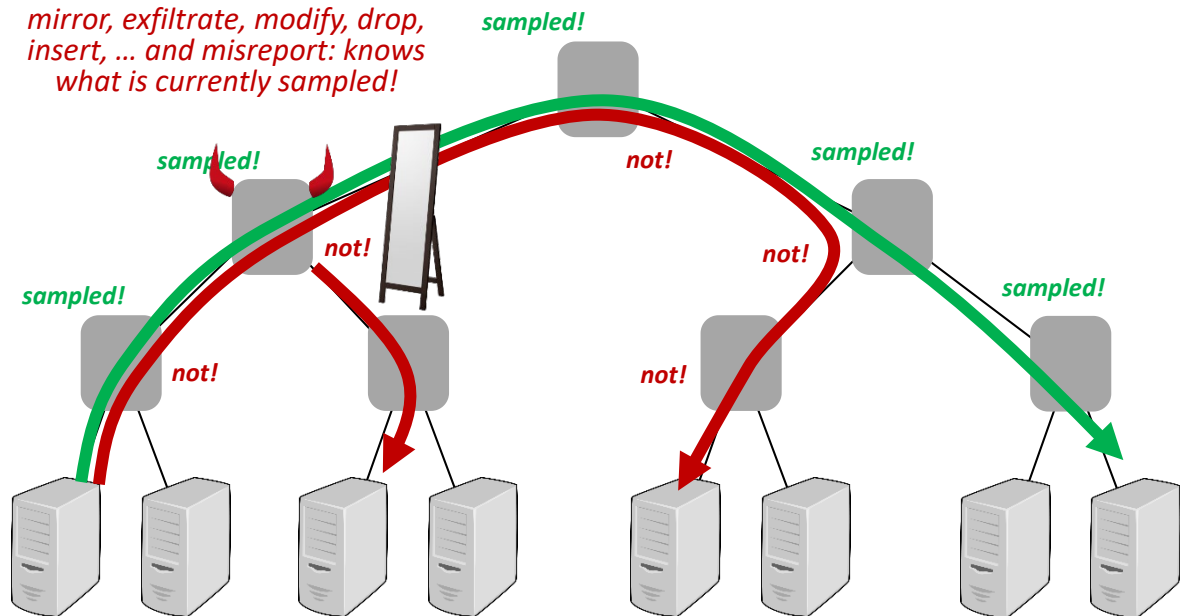 mirror, exfiltrate, modify, drop,
insert, … and misreport: knows
what is currently sampled!
sampled!
sampled!
not!
sampled!
not!
not!
sampled!
sampled!
not!
not!